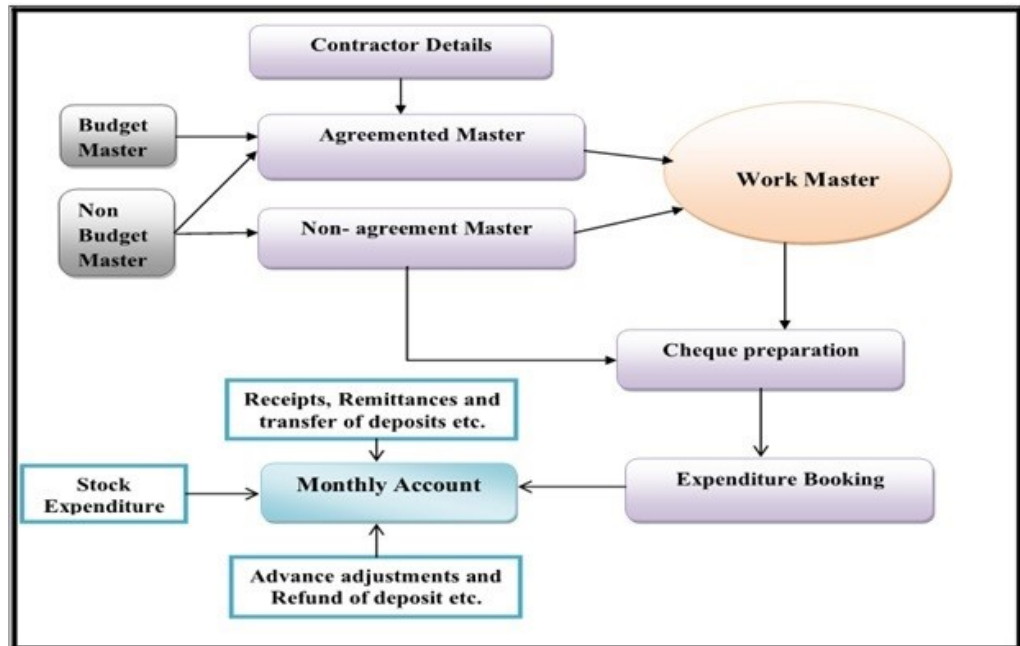 Contractor Details
Budget
Master
Agreemented Master
Work Master
Non
Budget
Master
Non- agreement Master
Cheque preparation
Receipts, Remittances and
transfer of deposits etc.
Stock
Expenditure
Monthly Account
Expenditure Booking
Advance adjustments and
Refund of deposit etc.